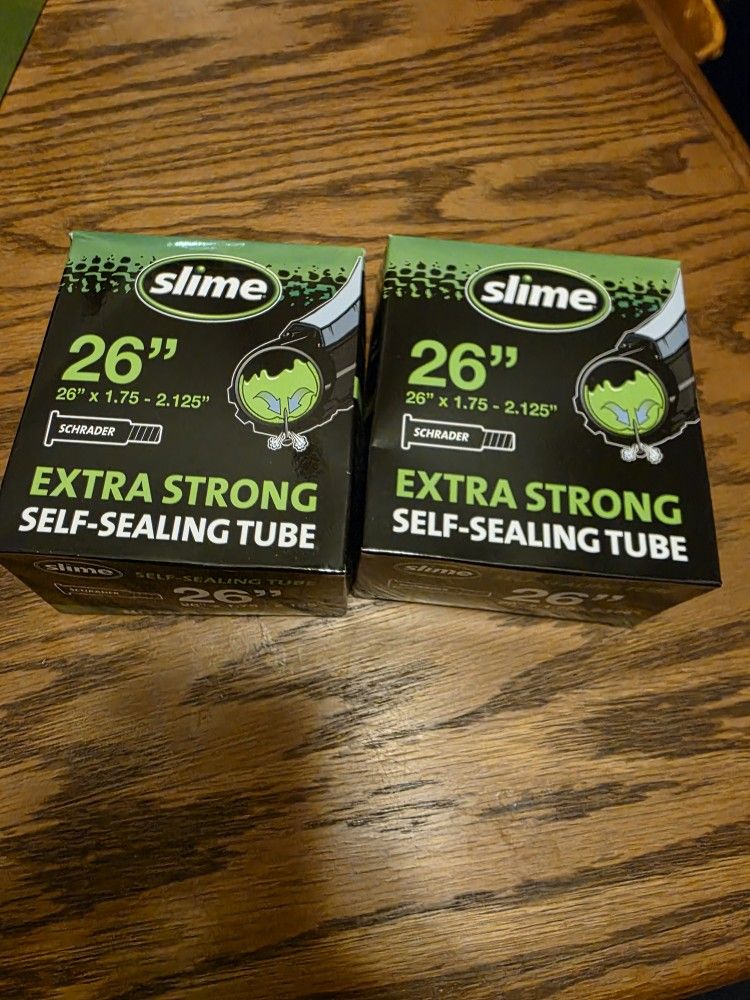 slime
26”
26” x 1.75 - 2.125”
SCHRADER
EXTRA STRONG
SELF-SEALING TUBE
slime SELF-SEALING TUBE
SCHRADER 26”
slime
26”
26” x 1.75 - 2.125”
SCHRADER
EXTRA STRONG
SELF-SEALING TUBE
slime
26”